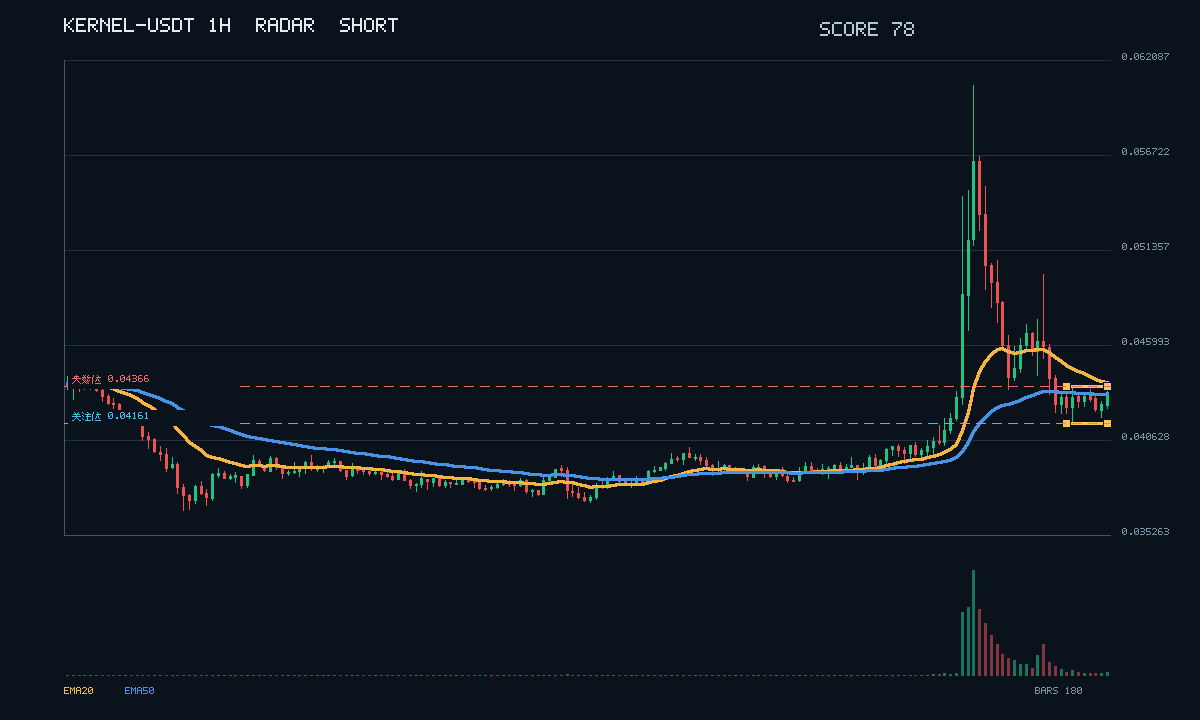 KERNEL-USDT 1H RADAR SHORT
SCORE 78
0.062087
0.056722
0.051357
0.045993
失效位 0.04366
关注位 0.04161
0.040628
0.035263
EMA20 EMA50
BARS 180